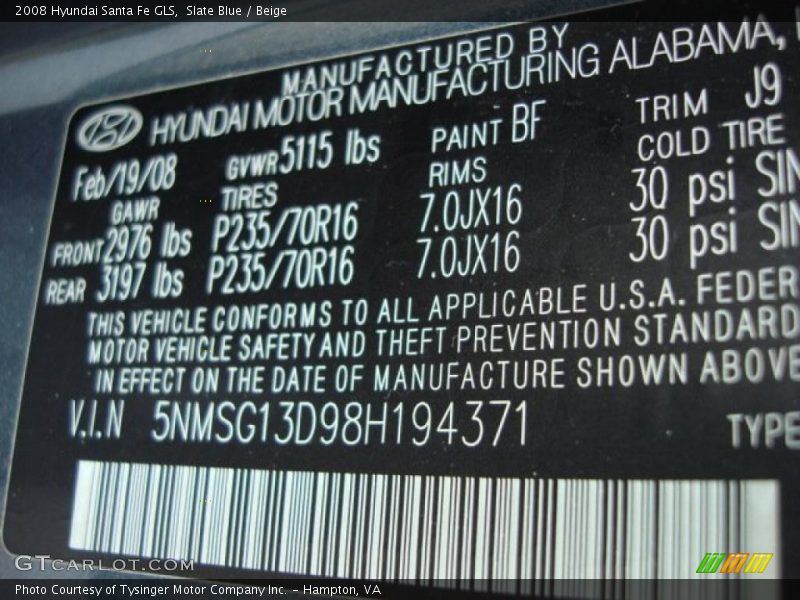 2008 Hyundai Santa Fe GLS, Slate Blue / Beige
MANUFACTURED BY
HYUNDAI MOTOR MANUFACTURING ALABAMA,
Feb/19/08 GVWR 5115 lbs PAINT BF TRIM J9
GAWR TIRES RIMS COLD TIRE
FRONT 2976 lbs P235/70R16 7.0JX16 30 psi SIN
REAR 3197 lbs P235/70R16 7.0JX16 30 psi SIN
THIS VEHICLE CONFORMS TO ALL APPLICABLE U.S.A. FEDER
MOTOR VEHICLE SAFETY AND THEFT PREVENTION STANDARD
IN EFFECT ON THE DATE OF MANUFACTURE SHOWN ABOVE
V.I.N 5NMSG13D98H194371 TYPE
GTCARLOT.COM
Photo Courtesy of Tysinger Motor Company Inc. - Hampton, VA